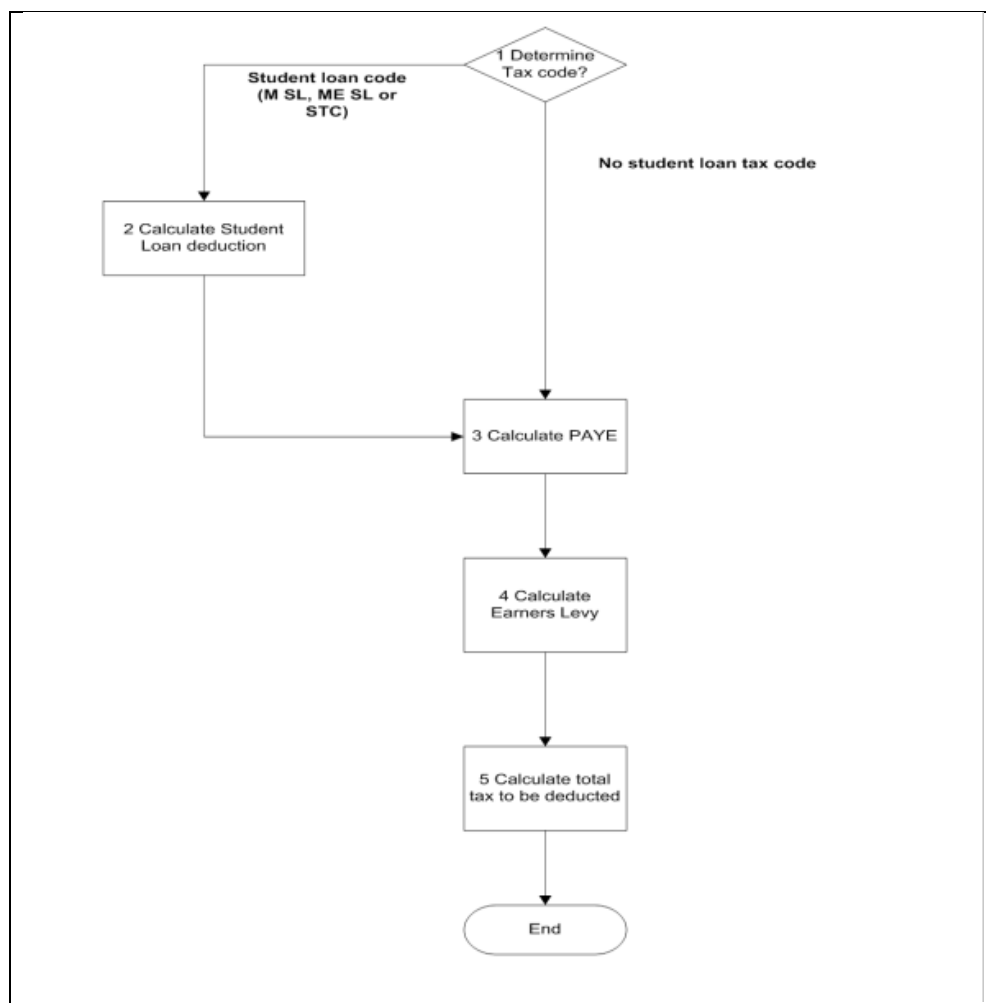 1 Determine
Tax code?
Student loan code
(M SL, ME SL or
STC)
No student loan tax code
2 Calculate Student
Loan deduction
3 Calculate PAYE
4 Calculate
Earners Levy
5 Calculate total
tax to be deducted
End